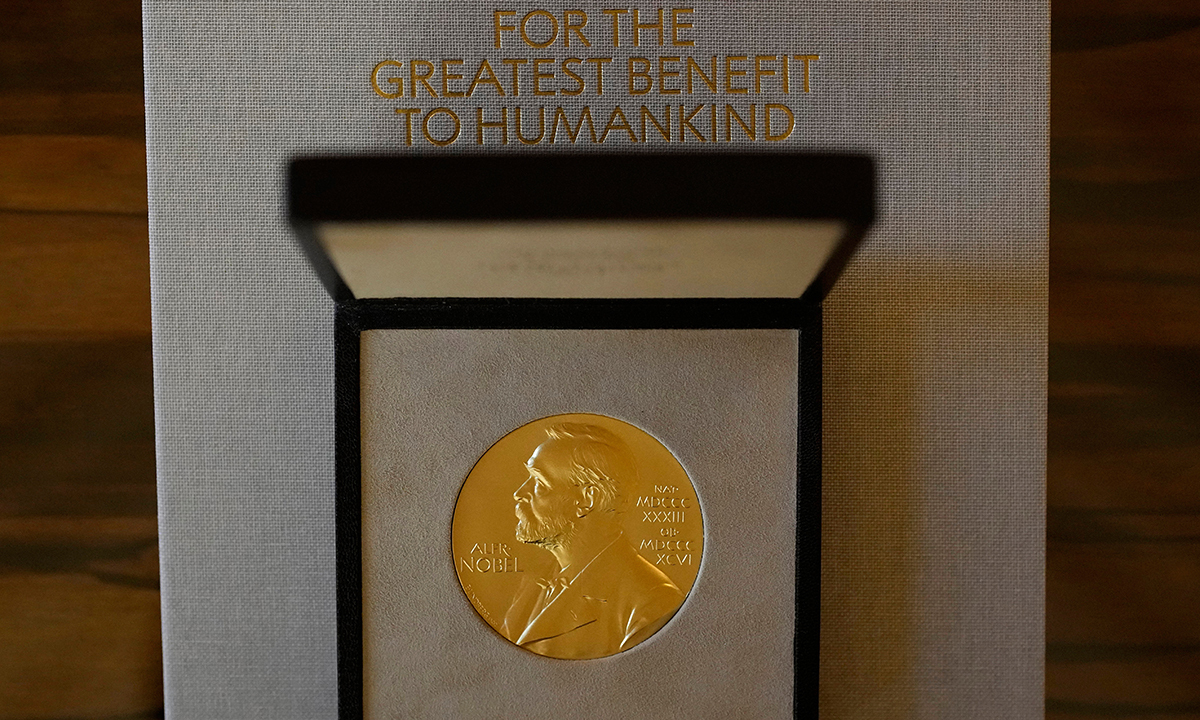 FOR THE
GREATEST BENEFIT
TO HUMANKIND
ALFR·
NOBEL
NAT·
MDCCC
XXXIII
OB·
MDCCC
XCVI